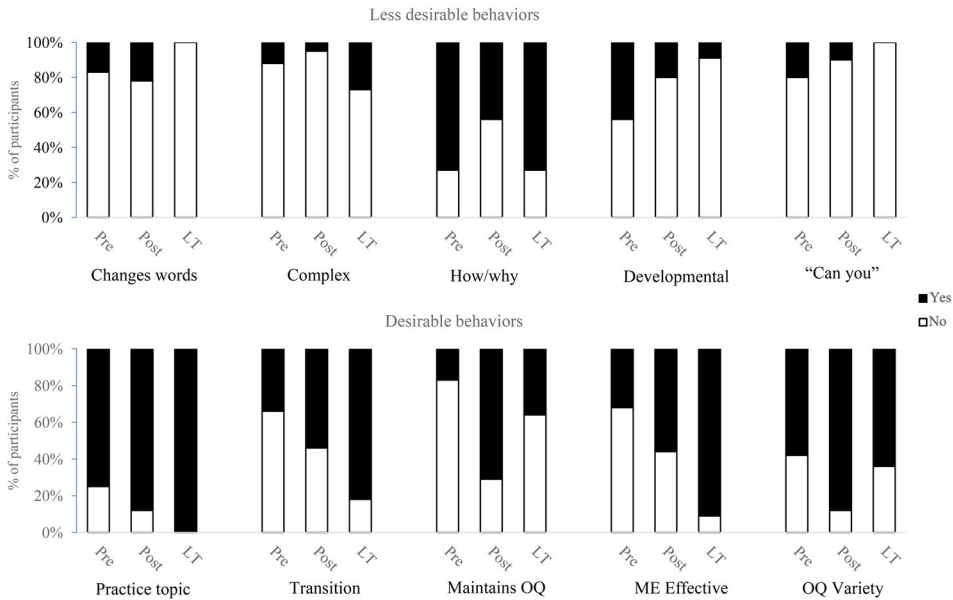 Less desirable behaviors
100%
80%
60%
40%
20%
0%
% of participants
Pre Post LT Pre Post LT Pre Post LT Pre Post LT Pre Post LT
Changes words Complex How/why Developmental “Can you”
Yes
No
Desirable behaviors
100%
80%
60%
40%
20%
0%
% of participants
Pre Post LT Pre Post LT Pre Post LT Pre Post LT Pre Post LT
Practice topic Transition Maintains OQ ME Effective OQ Variety